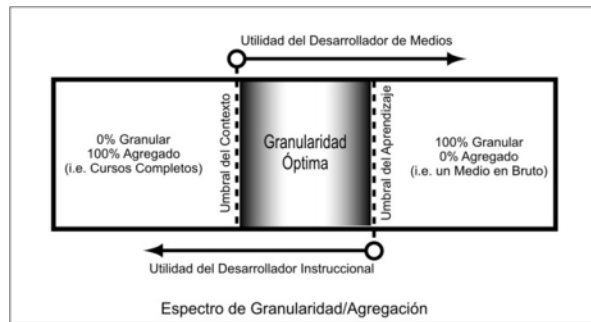 Utilidad del Desarrollador de Medios
0% Granular
100% Agregado
(i.e. Cursos Completos)
Umbral del Contexto
Granularidad
Óptima
Umbral del Aprendizaje
100% Granular
0% Agregado
(i.e. un Medio en Bruto)
Utilidad del Desarrollador Instruccional
Espectro de Granularidad/Agregación